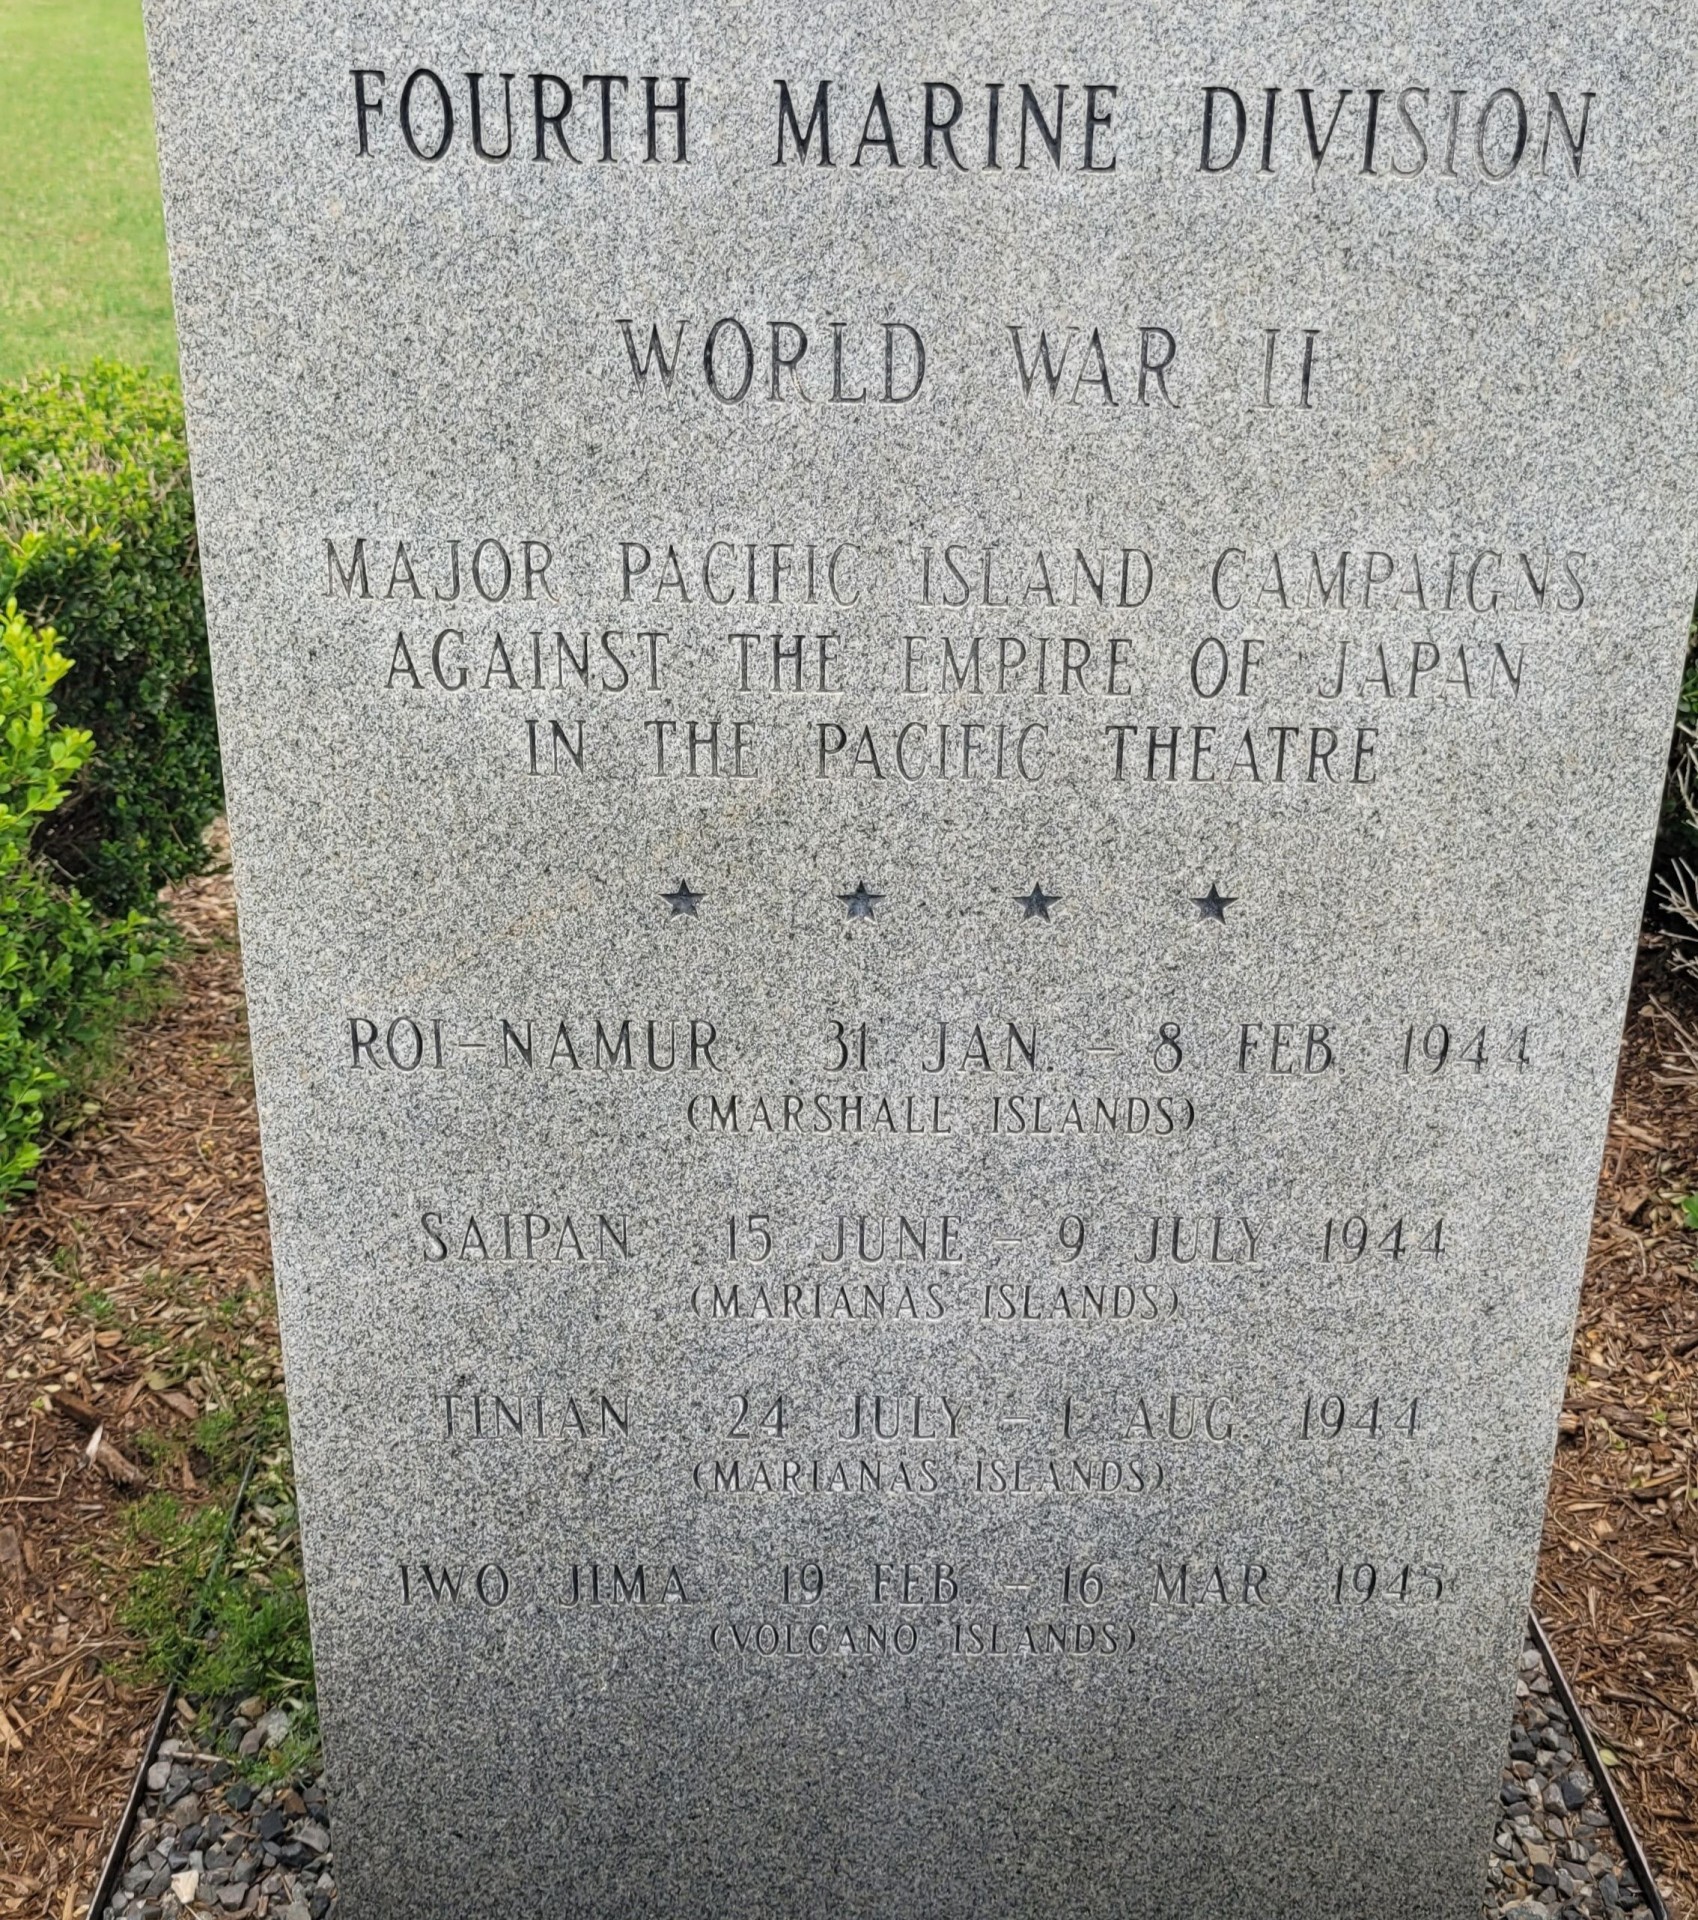 FOURTH MARINE DIVISION
WORLD WAR II
MAJOR PACIFIC ISLAND CAMPAIGNS
AGAINST THE EMPIRE OF JAPAN
IN THE PACIFIC THEATRE
★ ★ ★ ★
ROI-NAMUR 31 JAN. - 8 FEB. 1944
(MARSHALL ISLANDS)
SAIPAN 15 JUNE - 9 JULY 1944
(MARIANAS ISLANDS)
TINIAN 24 JULY - 1 AUG. 1944
(MARIANAS ISLANDS)
IWO JIMA 19 FEB. - 16 MAR. 1945
(VOLCANO ISLANDS)